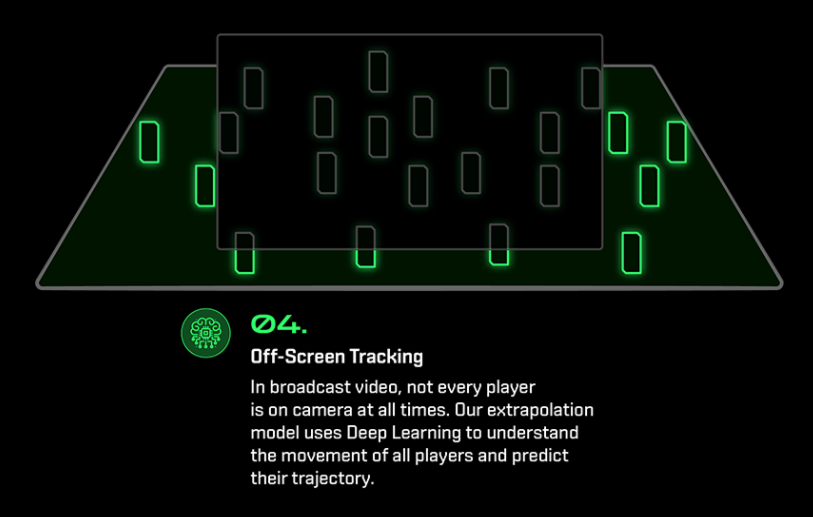 04.
Off-Screen Tracking
In broadcast video, not every player
is on camera at all times. Our extrapolation
model uses Deep Learning to understand
the movement of all players and predict
their trajectory.